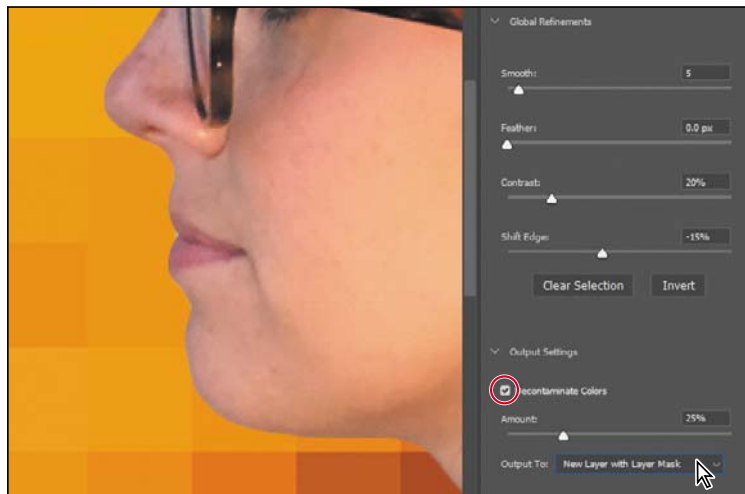 Global Refinements
Smooth: 5
Feather: 0.0 px
Contrast: 20%
Shift Edge: -15%
Clear Selection Invert
Output Settings
Decontaminate Colors
Amount: 25%
Output To: New Layer with Layer Mask